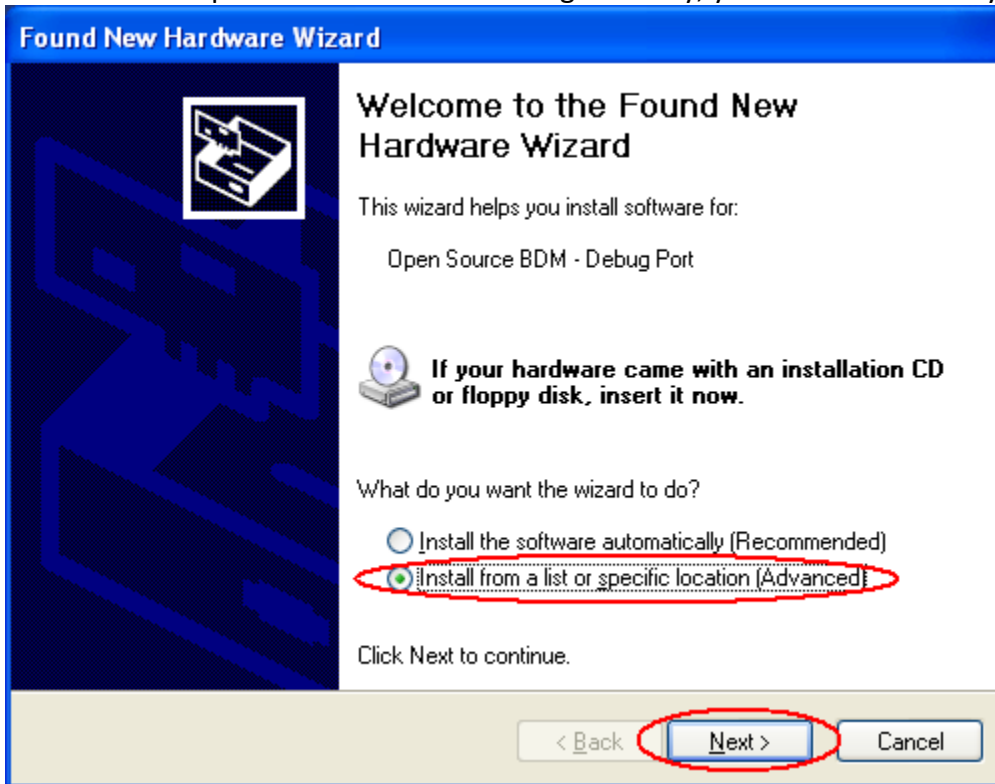 Found New Hardware Wizard
Welcome to the Found New
Hardware Wizard
This wizard helps you install software for:
Open Source BDM - Debug Port
If your hardware came with an installation CD
or floppy disk, insert it now.
What do you want the wizard to do?
Install the software automatically (Recommended)
Install from a list or specific location (Advanced)
Click Next to continue.
< Back Next > Cancel